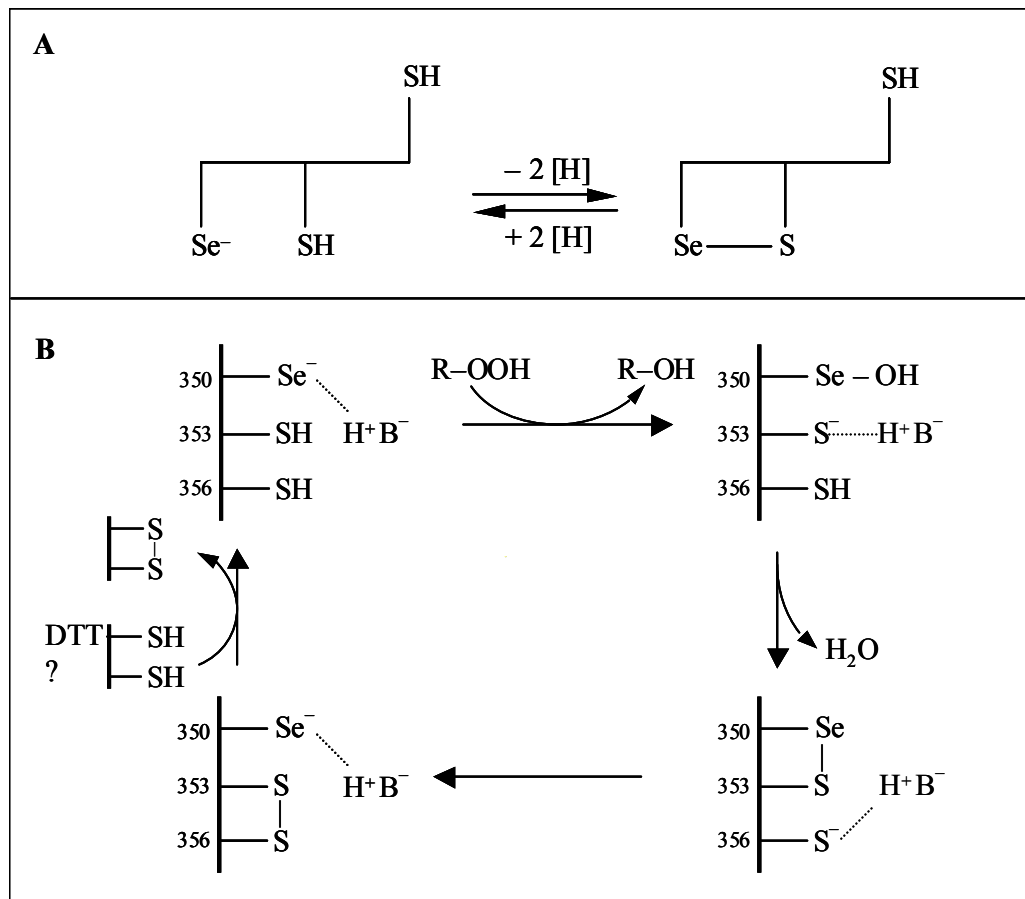 A
SH
SH
– 2 [H]
+ 2 [H]
Se⁻
SH
Se
S
B
350
Se⁻
R–OOH
R–OH
350
Se – OH
353
SH
H⁺B⁻
353
S⁻
H⁺B⁻
356
SH
356
SH
S
S
DTT
?
SH
SH
H₂O
350
Se⁻
350
Se
353
S
H⁺B⁻
353
S
H⁺B⁻
356
S
356
S⁻